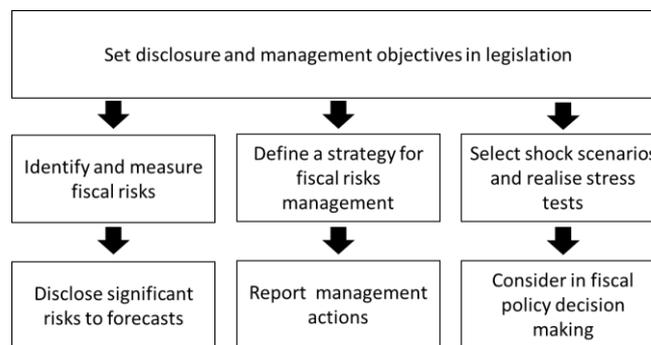 Set disclosure and management objectives in legislation
Identify and measure
fiscal risks
Define a strategy for
fiscal risks
management
Select shock scenarios
and realise stress
tests
Disclose significant
risks to forecasts
Report management
actions
Consider in fiscal
policy decision
making